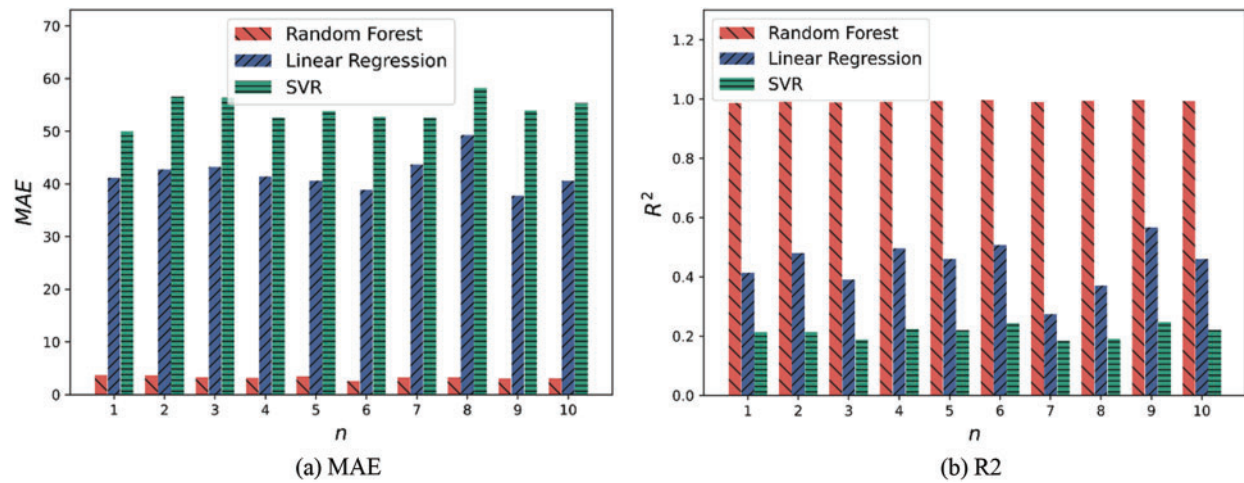 70
60
50
40
30
20
10
0
MAE
Random Forest
Linear Regression
SVR
1 2 3 4 5 6 7 8 9 10
n
(a) MAE
1.2
1.0
0.8
0.6
0.4
0.2
0.0
R²
Random Forest
Linear Regression
SVR
1 2 3 4 5 6 7 8 9 10
n
(b) R2